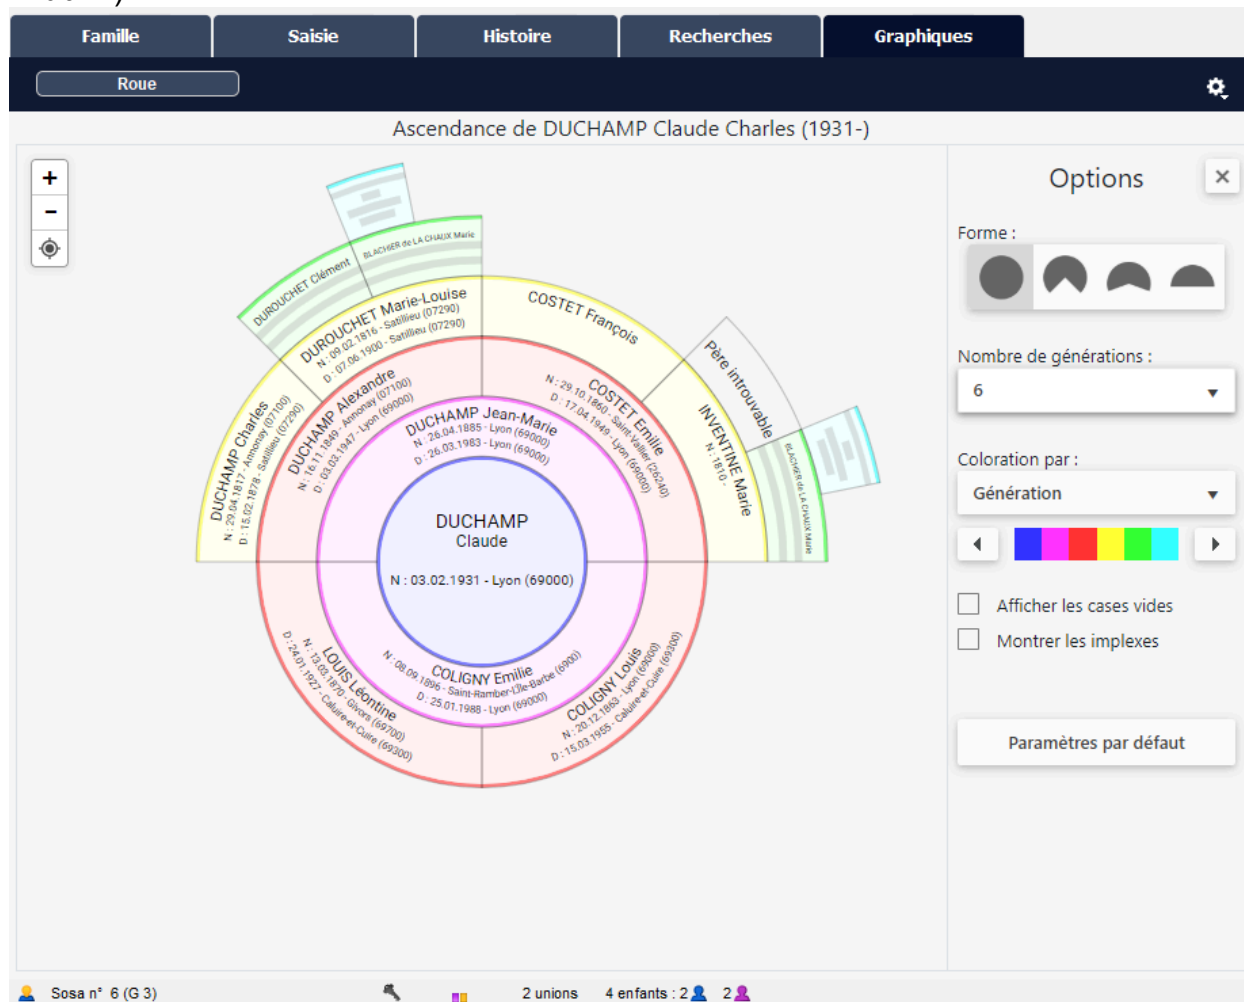 Famille
Saisie
Histoire
Recherches
Graphiques
Roue
Ascendance de DUCHAMP Claude Charles (1931-)
+
-
Options
Forme :
Nombre de générations :
6
Coloration par :
Génération
Afficher les cases vides
Montrer les implexes
Paramètres par défaut
DUROUCHET Clément
BLACHIER de LA CHAUX Marie
DUCHAMP Charles
N : 29.04.1817 - Annonay (07100)
D : 15.02.1878 - Satillieu (07290)
DUROUCHET Marie-Louise
N : 09.02.1816 - Satillieu (07290)
D : 07.06.1900 - Satillieu (07290)
COSTET François
Père introuvable
INVENTINE Marie
N : 1810 -
BLACHIER de LA CHAUX Marie
DUCHAMP Alexandre
N : 16.11.1849 - Annonay (07100)
D : 03.03.1947 - Lyon (69000)
COSTET Emilie
N : 29.10.1860 - Saint-Vallier (26240)
D : 17.04.1949 - Lyon (69000)
DUCHAMP Jean-Marie
N : 26.04.1885 - Lyon (69000)
D : 26.03.1983 - Lyon (69000)
DUCHAMP
Claude
N : 03.02.1931 - Lyon (69000)
COLIGNY Emilie
N : 08.09.1896 - Saint-Ramber-L'Île-Barbe (6900)
D : 25.01.1988 - Lyon (69000)
LOUIS Léontine
N : 13.03.1870 - Givors (69700)
D : 24.01.1927 - Caluire-et-Cuire (69300)
COLIGNY Louis
N : 20.12.1863 - Lyon (69000)
D : 15.03.1955 - Caluire-et-Cuire (69300)
Sosa n° 6 (G 3)
2 unions
4 enfants : 2
2